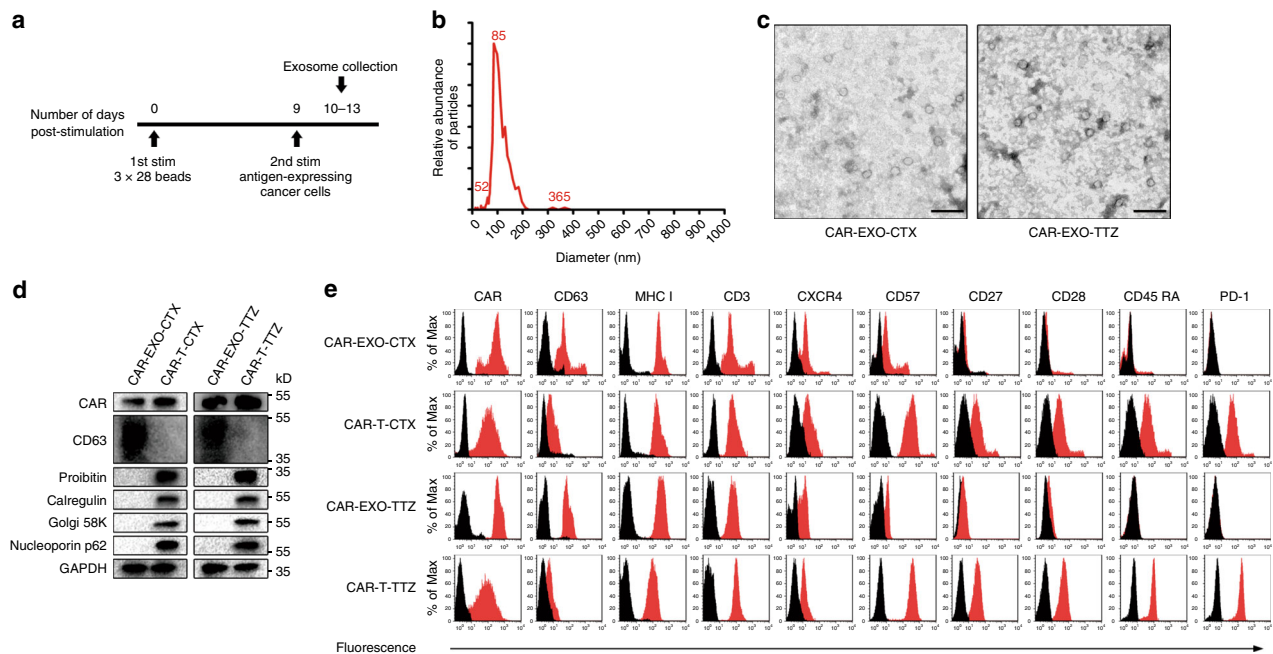 a
Exosome collection
Number of days
post-stimulation
0
9
10–13
1st stim
3 × 28 beads
2nd stim
antigen-expressing
cancer cells
b
Relative abundance
of particles
52
85
365
0
100
200
300
400
500
600
700
800
900
1000
Diameter (nm)
c
CAR-EXO-CTX
CAR-EXO-TTZ
d
CAR-EXO-CTX
CAR-T-CTX
CAR-EXO-TTZ
CAR-T-TTZ
kD
CAR
55
55
CD63
35
Proibitin
35
Calregulin
55
Golgi 58K
55
Nucleoporin p62
55
GAPDH
35
e
CAR CD63 MHC I CD3 CXCR4 CD57 CD27 CD28 CD45 RA PD-1
CAR-EXO-CTX
% of Max
CAR-T-CTX
% of Max
CAR-EXO-TTZ
% of Max
CAR-T-TTZ
% of Max
Fluorescence